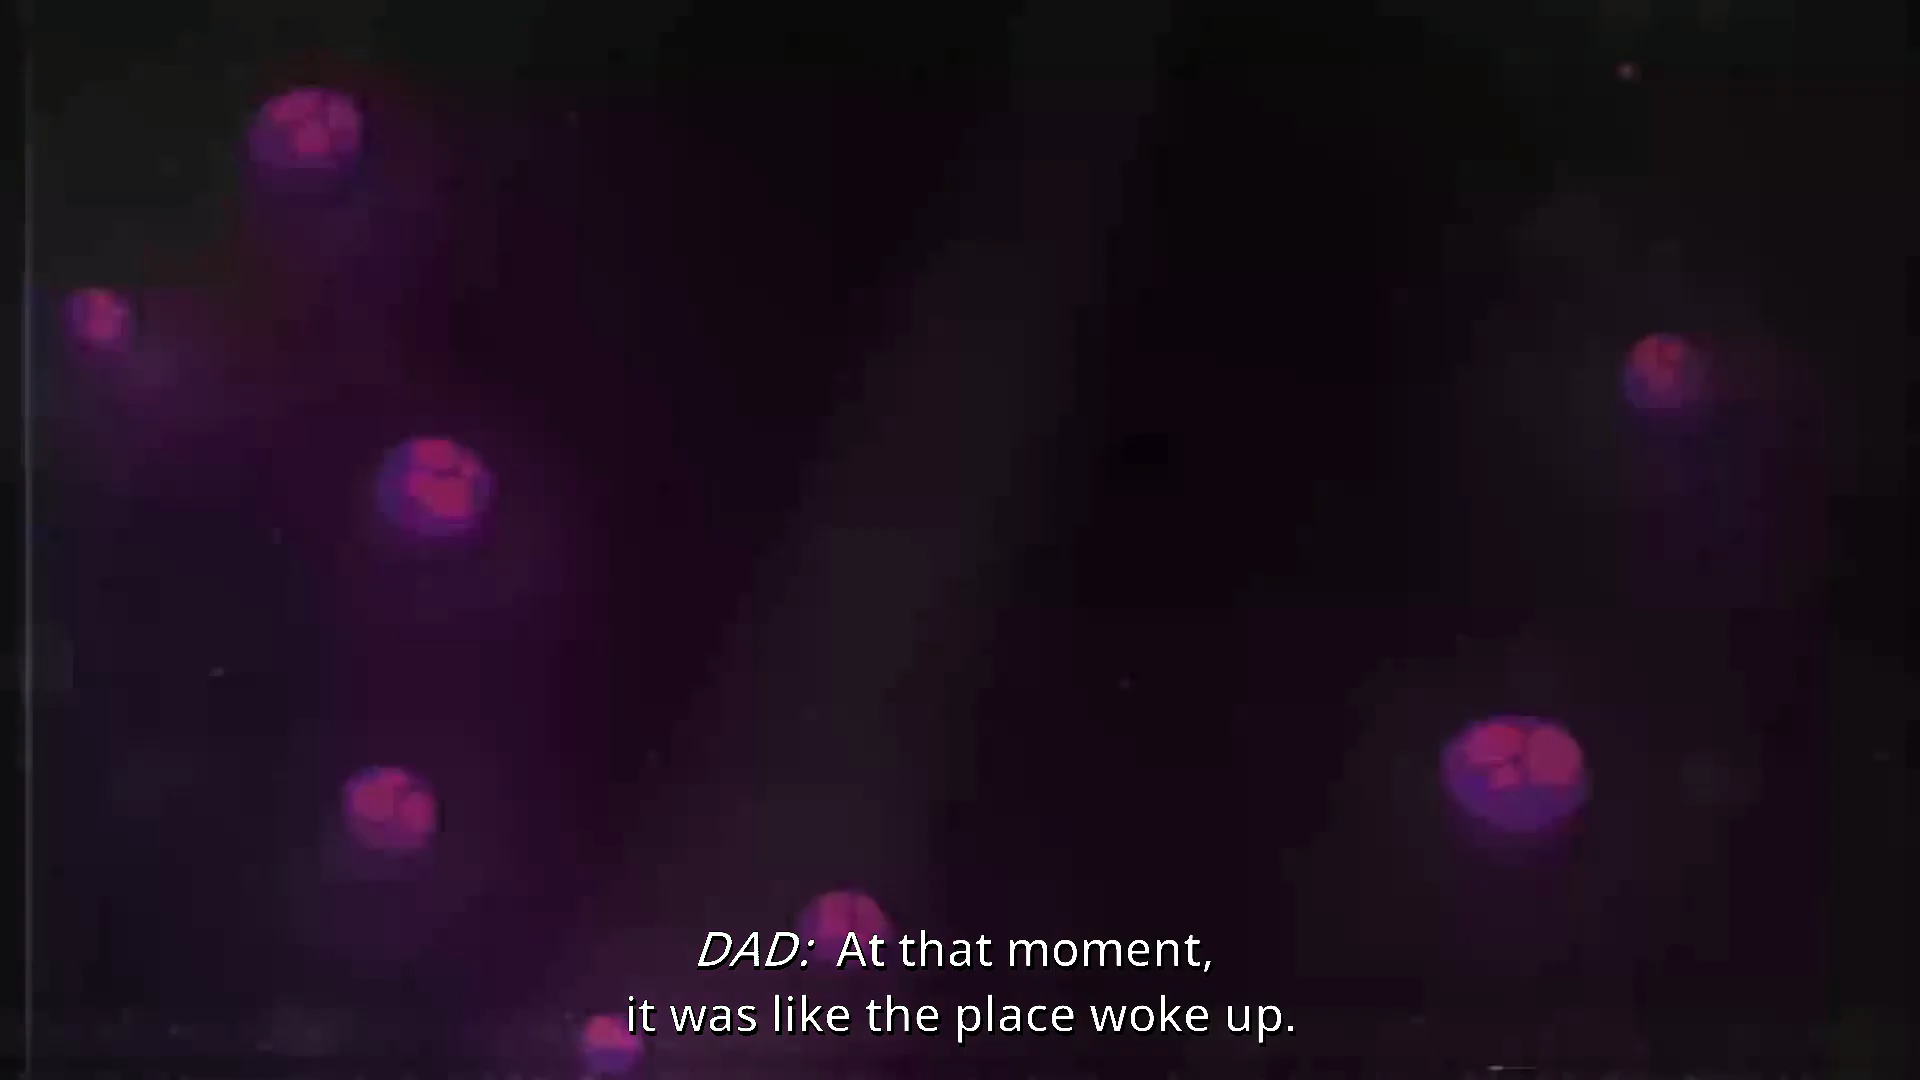 DAD: At that moment,
it was like the place woke up.